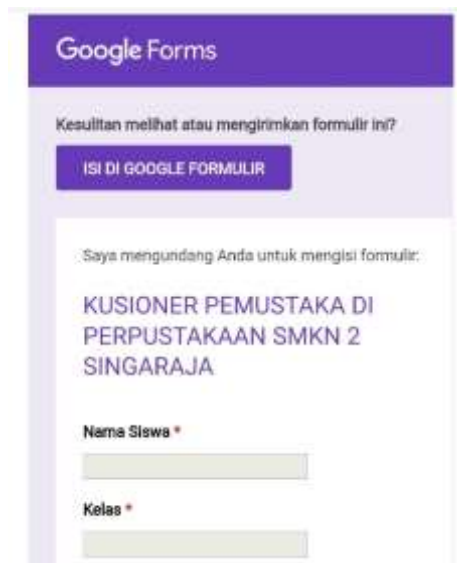 Google Forms
Kesulitan melihat atau mengirimkan formulir ini?
ISI DI GOOGLE FORMULIR
Saya mengundang Anda untuk mengisi formulir:
KUSIONER PEMUSTAKA DI
PERPUSTAKAAN SMKN 2
SINGARAJA
Nama Siswa *
Kelas *